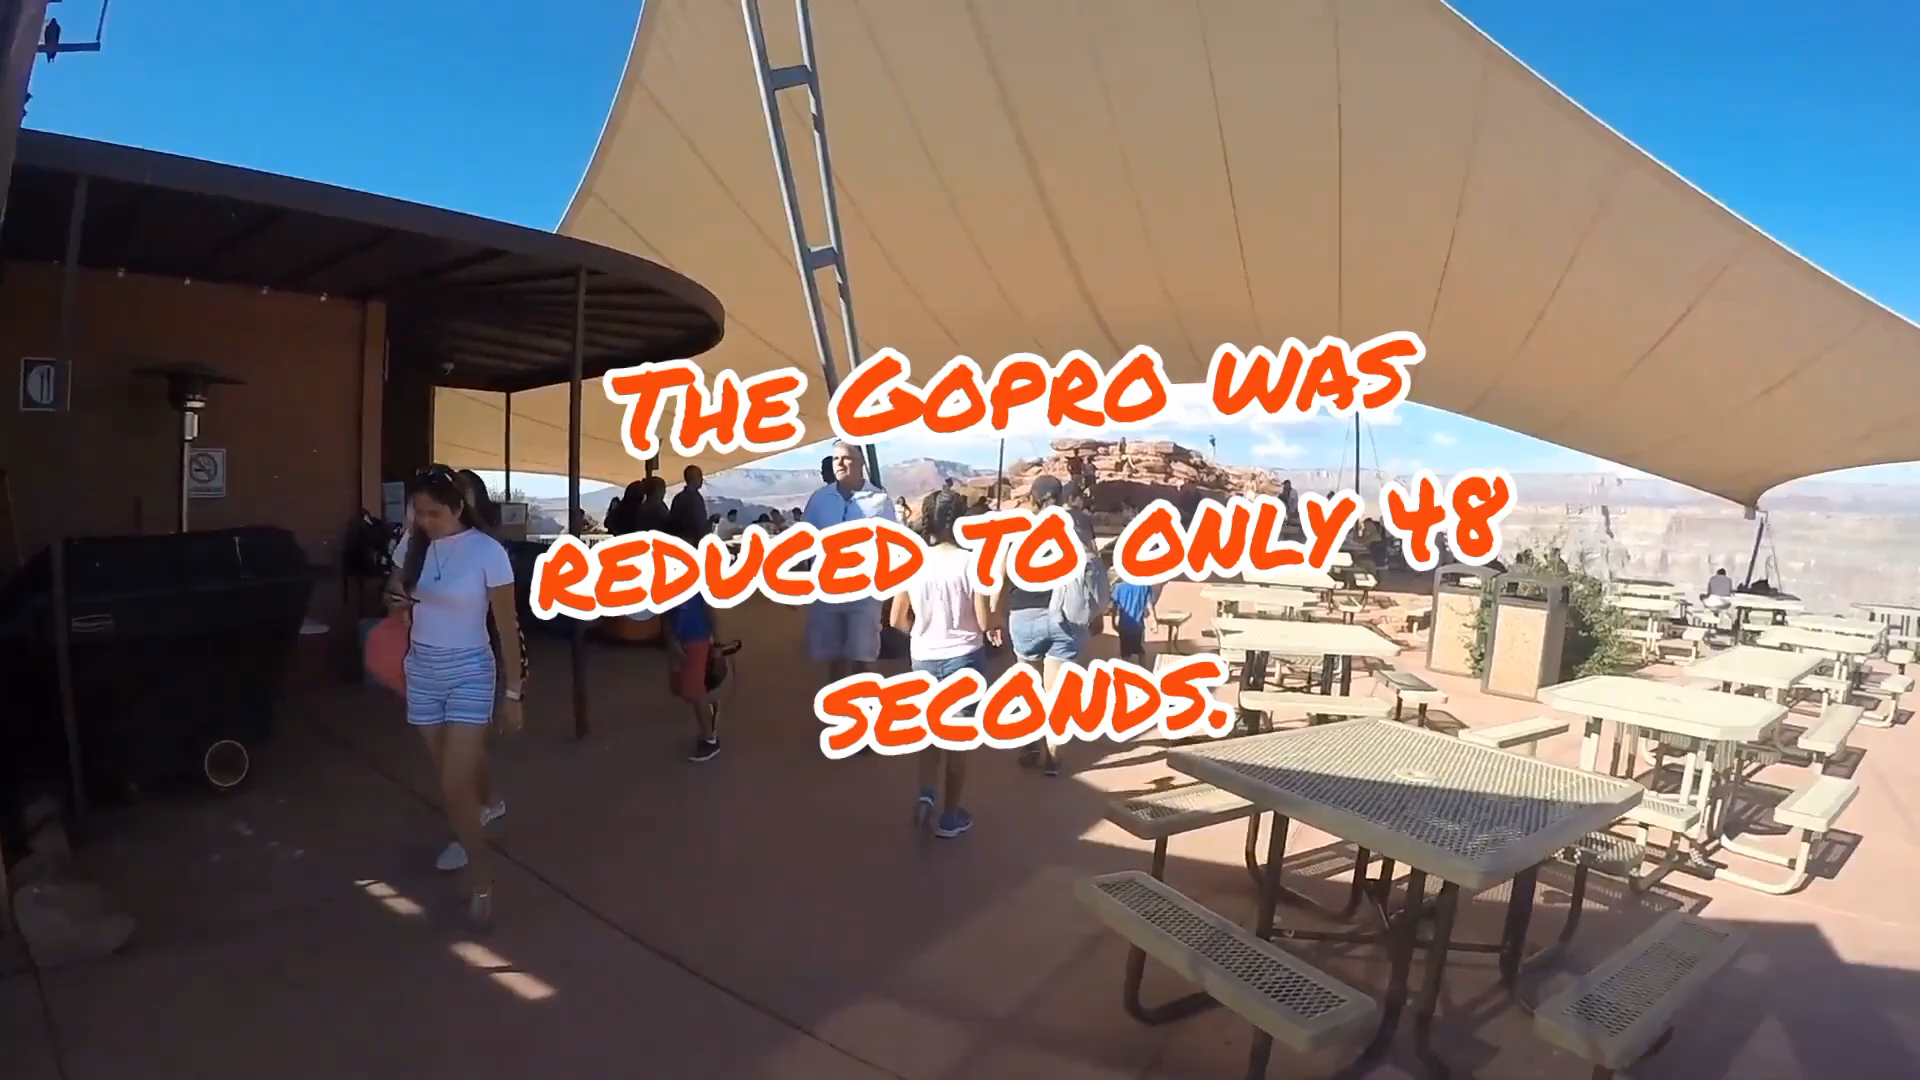 The Gopro was
reduced to only 48
seconds.